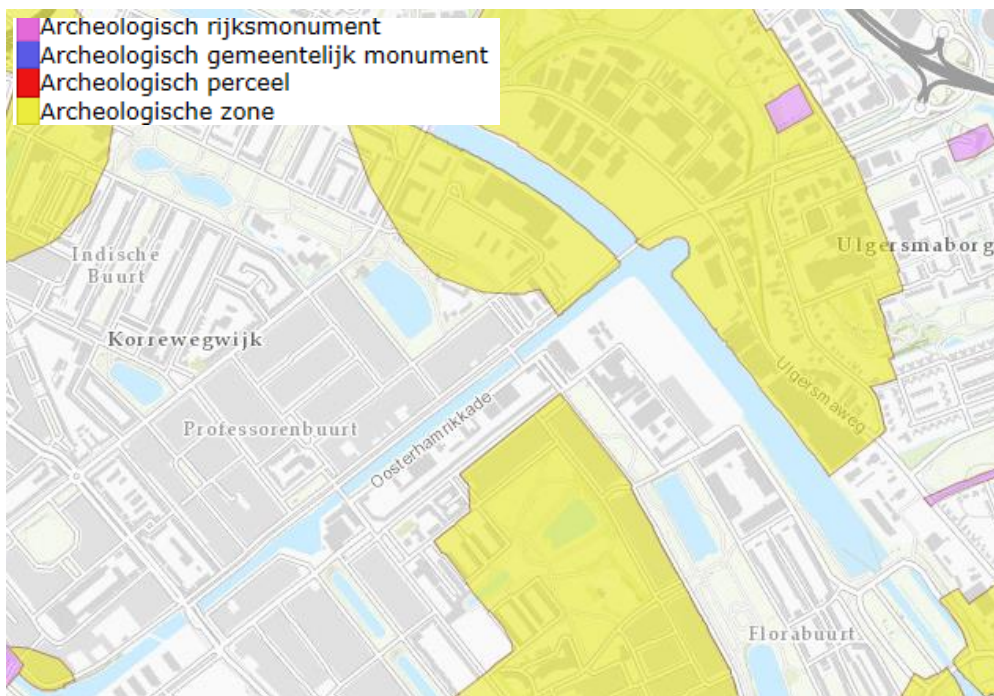 Archeologisch rijksmonument
Archeologisch gemeentelijk monument
Archeologisch perceel
Archeologische zone
Ulgersmaborg
Indische
Buurt
Korrewegwijk
Ulgersmaweg
Oosterhamrikkade
Professorenbuurt
Florabuurt